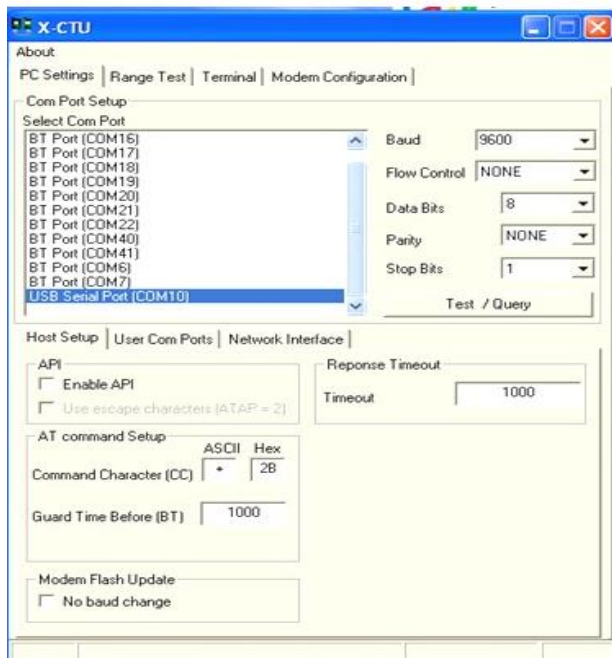 X-CTU
About
PC Settings Range Test Terminal Modem Configuration
Com Port Setup
Select Com Port
BT Port (COM16)
BT Port (COM17)
BT Port (COM18)
BT Port (COM19)
BT Port (COM20)
BT Port (COM21)
BT Port (COM22)
BT Port (COM40)
BT Port (COM41)
BT Port (COM6)
BT Port (COM7)
USB Serial Port (COM10)
Baud 9600
Flow Control NONE
Data Bits 8
Parity NONE
Stop Bits 1
Test / Query
Host Setup User Com Ports Network Interface
API
Enable API
Use escape characters (ATAP = 2)
Reponse Timeout
Timeout 1000
AT command Setup
ASCII Hex
Command Character (CC) + 2B
Guard Time Before (BT) 1000
Modem Flash Update
No baud change